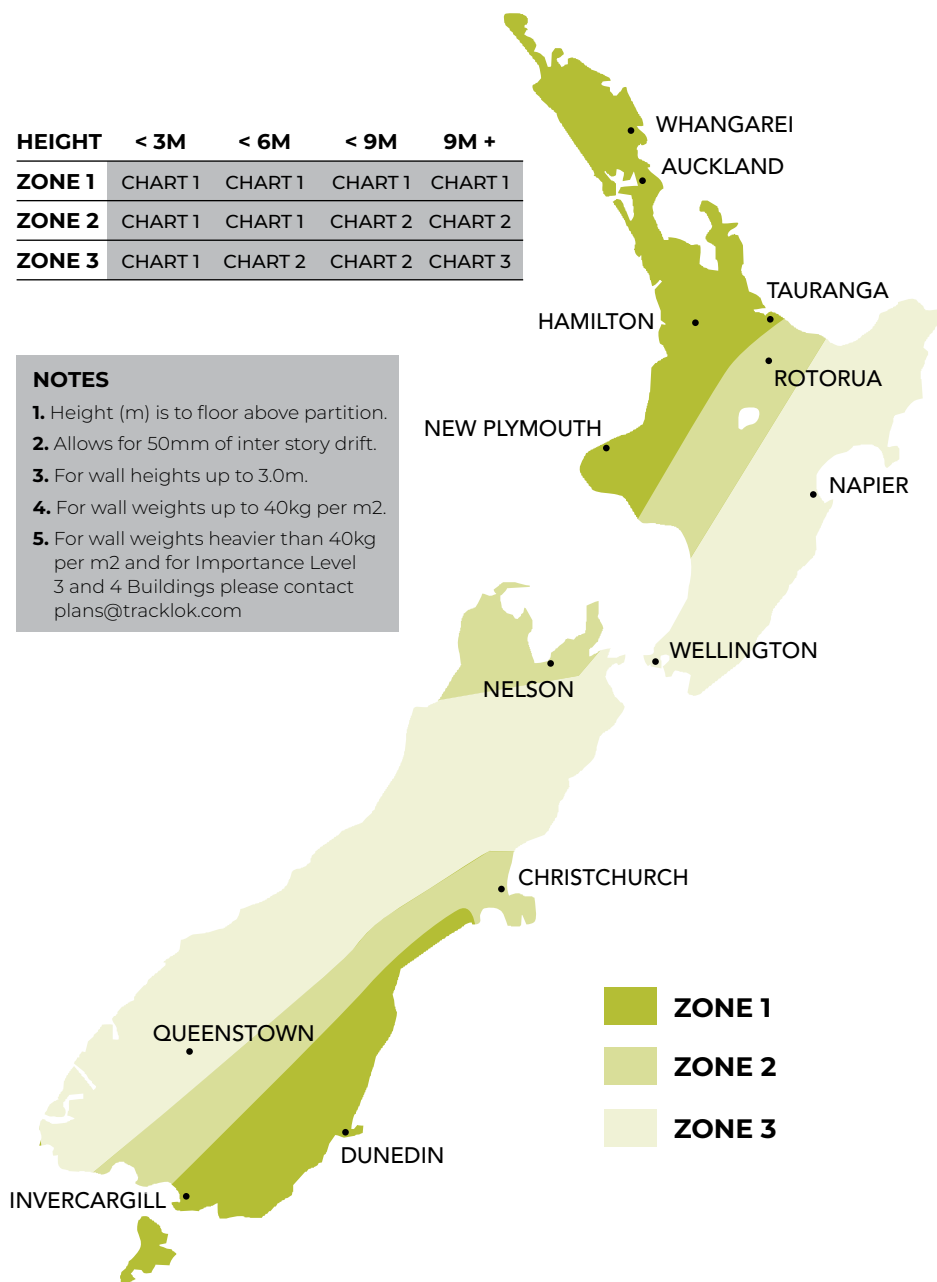 HEIGHT < 3M < 6M < 9M 9M +
ZONE 1 CHART 1 CHART 1 CHART 1 CHART 1
ZONE 2 CHART 1 CHART 1 CHART 2 CHART 2
ZONE 3 CHART 1 CHART 2 CHART 2 CHART 3
NOTES
1. Height (m) is to floor above partition.
2. Allows for 50mm of inter story drift.
3. For wall heights up to 3.0m.
4. For wall weights up to 40kg per m2.
5. For wall weights heavier than 40kg
per m2 and for Importance Level
3 and 4 Buildings please contact
plans@tracklok.com
WHANGAREI
AUCKLAND
TAURANGA
HAMILTON
ROTORUA
NEW PLYMOUTH
NAPIER
WELLINGTON
NELSON
CHRISTCHURCH
QUEENSTOWN
DUNEDIN
INVERCARGILL
ZONE 1
ZONE 2
ZONE 3